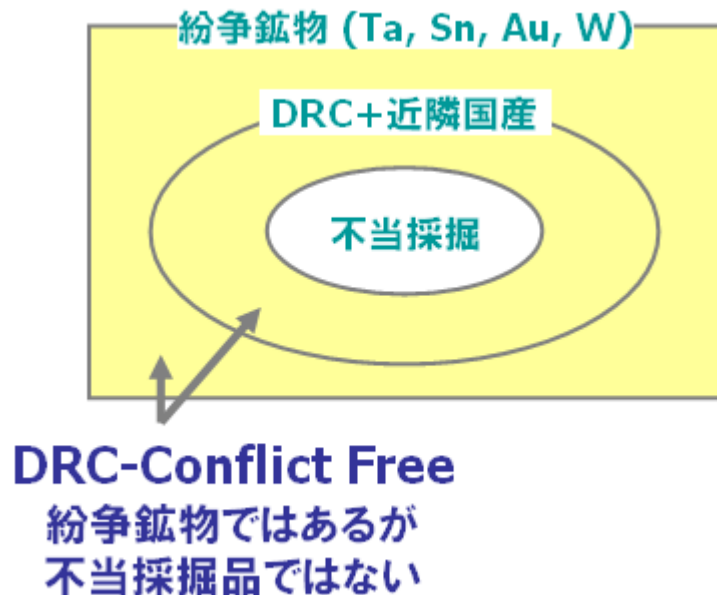 紛争鉱物 (Ta, Sn, Au, W)
DRC+近隣国産
不当採掘
DRC-Conflict Free
紛争鉱物ではあるが
不当採掘品ではない